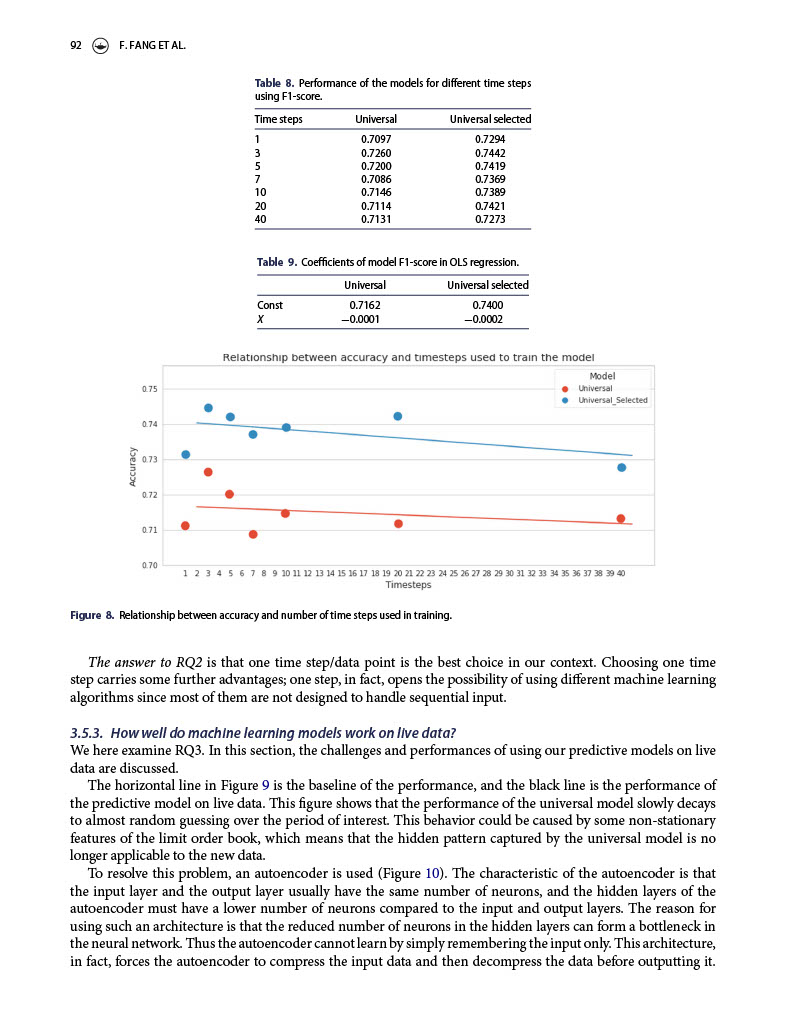 92 F. FANG ET AL.
Table 8. Performance of the models for different time steps
using F1-score.
Time steps Universal Universal selected
1 0.7097 0.7294
3 0.7260 0.7442
5 0.7200 0.7419
7 0.7086 0.7369
10 0.7146 0.7389
20 0.7114 0.7421
40 0.7131 0.7273
Table 9. Coefficients of model F1-score in OLS regression.
Universal Universal selected
Const 0.7162 0.7400
X −0.0001 −0.0002
Relationship between accuracy and timesteps used to train the model
Model
Universal
Universal_Selected
0.75
0.74
0.73
0.72
0.71
0.70
Accuracy
1 2 3 4 5 6 7 8 9 10 11 12 13 14 15 16 17 18 19 20 21 22 23 24 25 26 27 28 29 30 31 32 33 34 35 36 37 38 39 40
Timesteps
Figure 8. Relationship between accuracy and number of time steps used in training.
The answer to RQ2 is that one time step/data point is the best choice in our context. Choosing one time
step carries some further advantages; one step, in fact, opens the possibility of using different machine learning
algorithms since most of them are not designed to handle sequential input.
3.5.3. How well do machine learning models work on live data?
We here examine RQ3. In this section, the challenges and performances of using our predictive models on live
data are discussed.
The horizontal line in Figure 9 is the baseline of the performance, and the black line is the performance of
the predictive model on live data. This figure shows that the performance of the universal model slowly decays
to almost random guessing over the period of interest. This behavior could be caused by some non-stationary
features of the limit order book, which means that the hidden pattern captured by the universal model is no
longer applicable to the new data.
To resolve this problem, an autoencoder is used (Figure 10). The characteristic of the autoencoder is that
the input layer and the output layer usually have the same number of neurons, and the hidden layers of the
autoencoder must have a lower number of neurons compared to the input and output layers. The reason for
using such an architecture is that the reduced number of neurons in the hidden layers can form a bottleneck in
the neural network. Thus the autoencoder cannot learn by simply remembering the input only. This architecture,
in fact, forces the autoencoder to compress the input data and then decompress the data before outputting it.